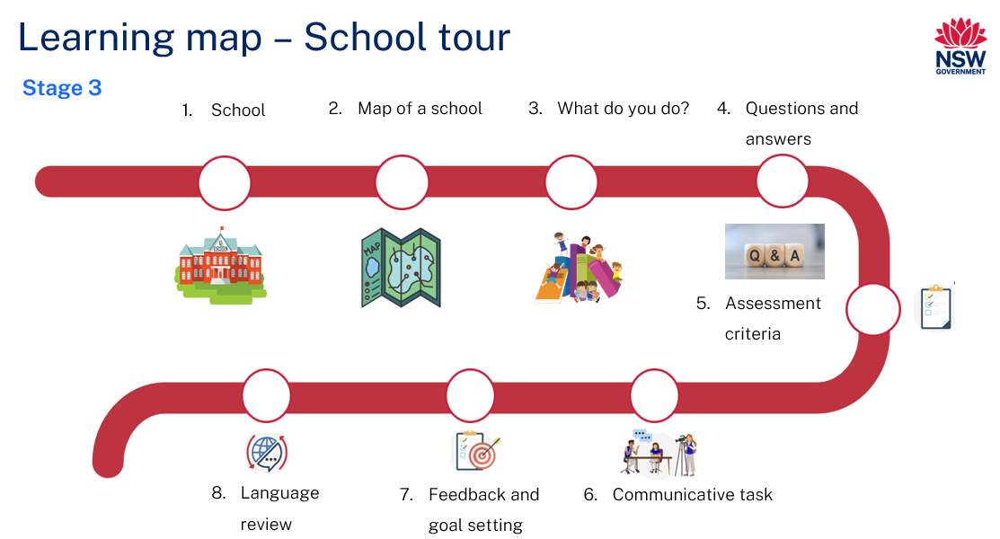 Learning map – School tour
NSW
GOVERNMENT
Stage 3
1. School
2. Map of a school
3. What do you do?
4. Questions and
answers
SCHOOL
MAP
Q & A
5. Assessment
criteria
8. Language
review
7. Feedback and
goal setting
6. Communicative task